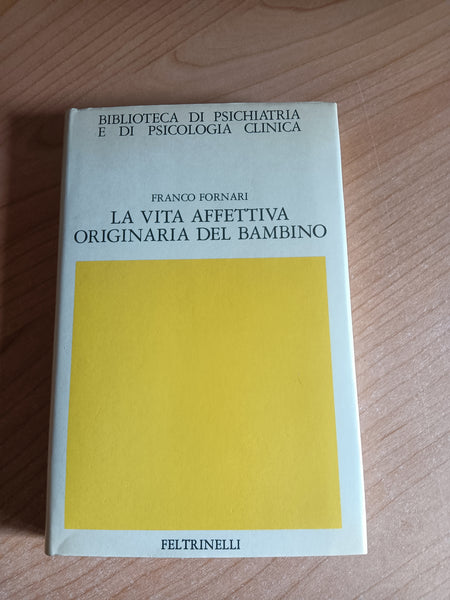 BIBLIOTECA DI PSICHIATRIA
E DI PSICOLOGIA CLINICA
FRANCO FORNARI
LA VITA AFFETTIVA
ORIGINARIA DEL BAMBINO
FELTRINELLI